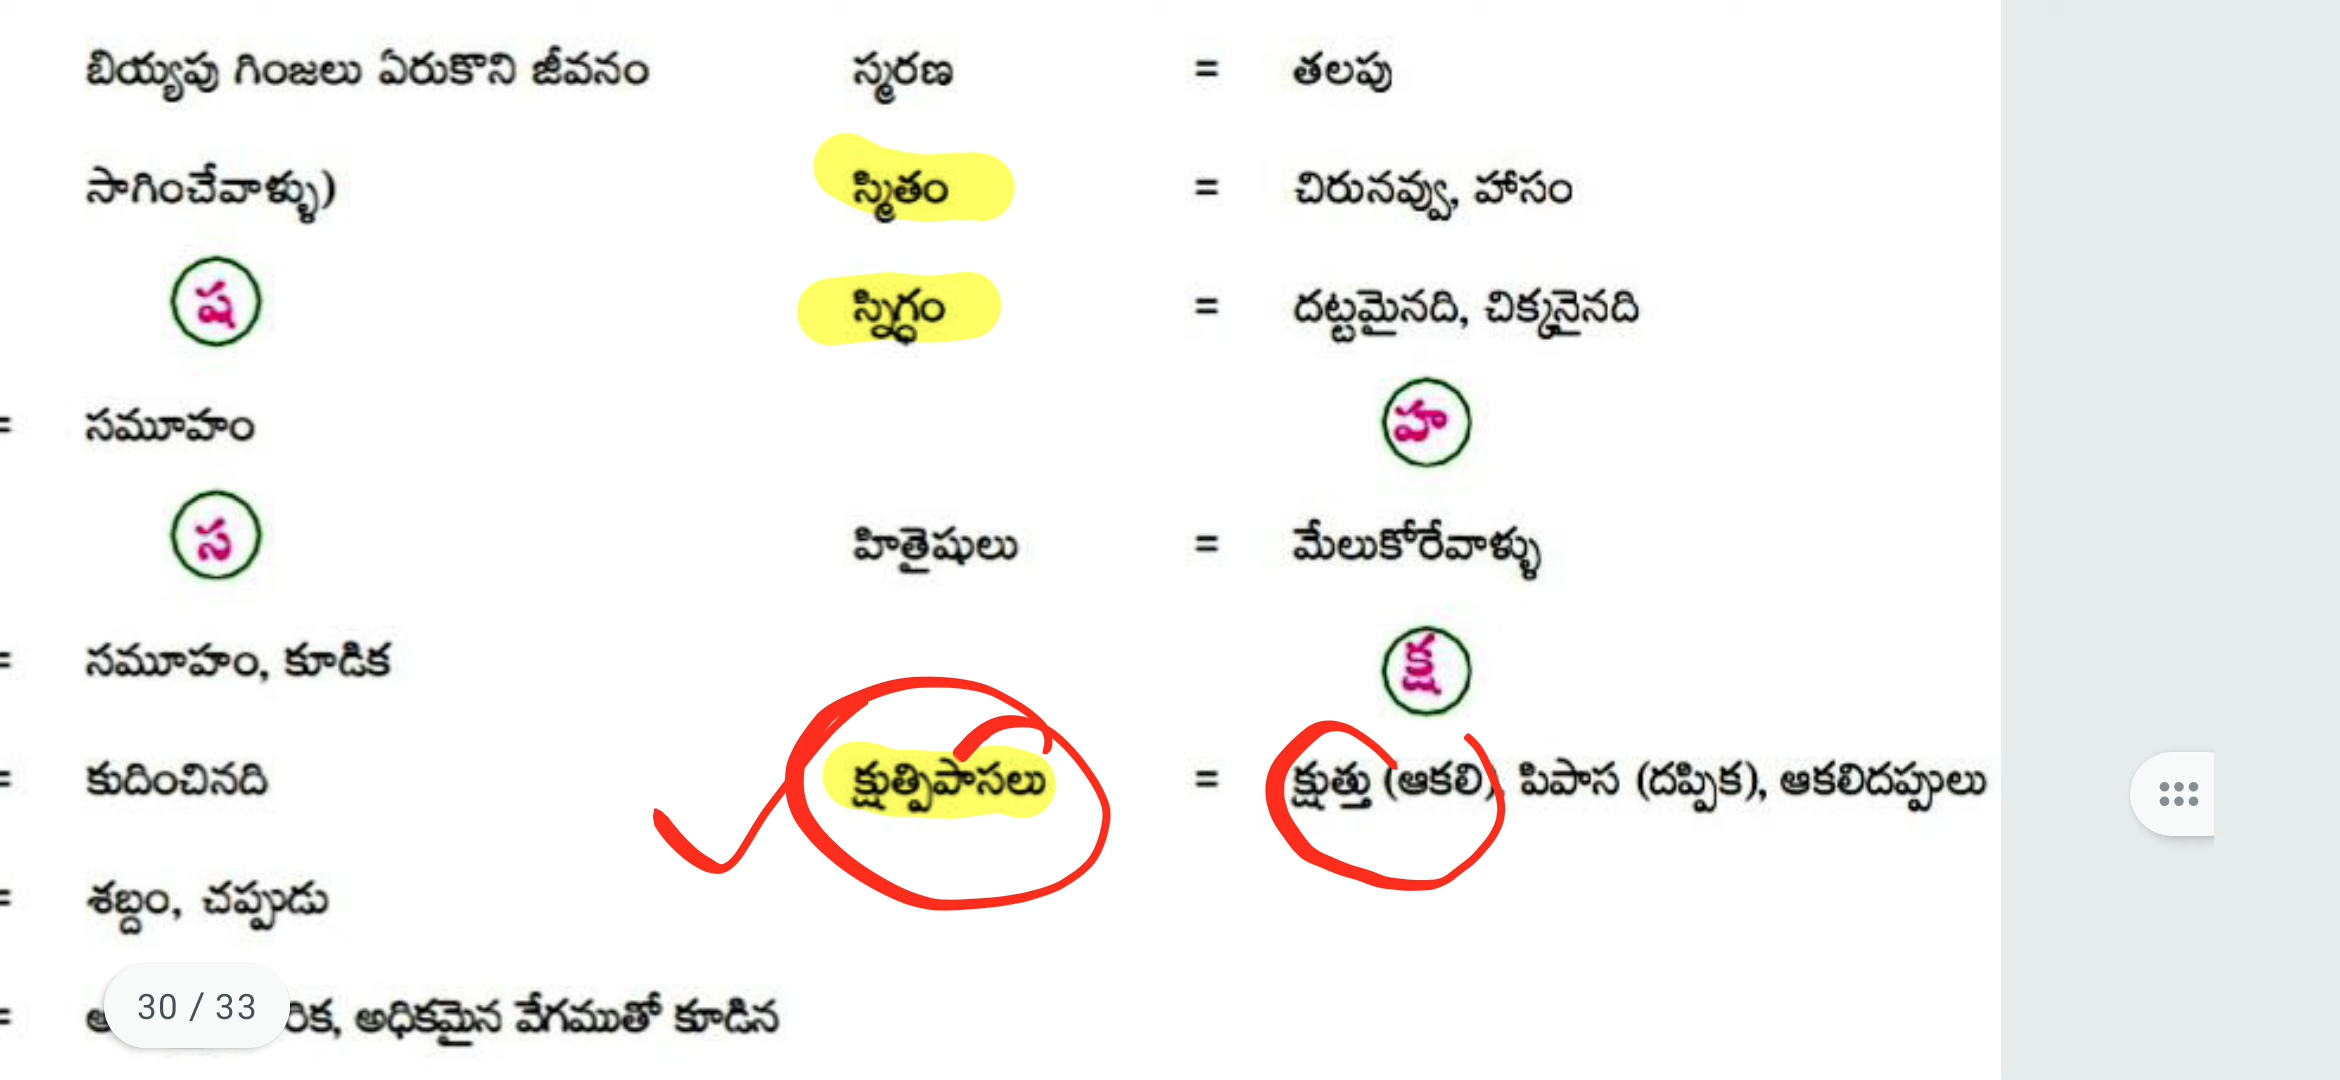 బియ్యపు గింజలు ఏరుకొని జీవనం
సాగించేవాళ్ళు)
ష
= సమూహం
స
= సమూహం, కూడిక
= కుదించినది
= శబ్దం, చప్పుడు
= రిక, అధికమైన వేగముతో కూడిన
30 / 33
స్మరణ = తలపు
స్మితం = చిరునవ్వు, హాసం
స్నిగ్ధం = దట్టమైనది, చిక్కనైనది
హ
హితైషులు = మేలుకోరేవాళ్ళు
క్ష
క్షుత్పిపాసలు = క్షుత్తు (ఆకలి), పిపాస (దప్పిక), ఆకలిదప్పులు